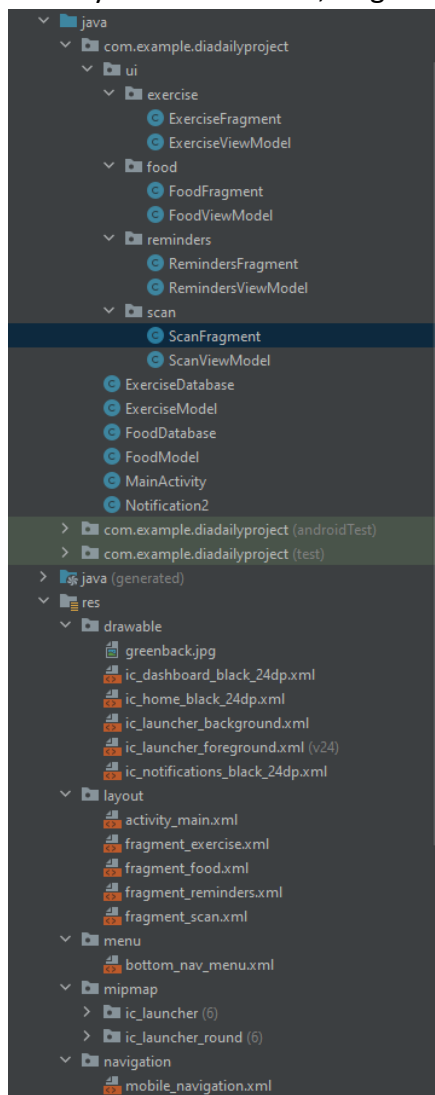 java
com.example.diadailyproject
ui
exercise
ExerciseFragment
ExerciseViewModel
food
FoodFragment
FoodViewModel
reminders
RemindersFragment
RemindersViewModel
scan
ScanFragment
ScanViewModel
ExerciseDatabase
ExerciseModel
FoodDatabase
FoodModel
MainActivity
Notification2
com.example.diadailyproject (androidTest)
com.example.diadailyproject (test)
java (generated)
res
drawable
greenback.jpg
ic_dashboard_black_24dp.xml
ic_home_black_24dp.xml
ic_launcher_background.xml
ic_launcher_foreground.xml (v24)
ic_notifications_black_24dp.xml
layout
activity_main.xml
fragment_exercise.xml
fragment_food.xml
fragment_reminders.xml
fragment_scan.xml
menu
bottom_nav_menu.xml
mipmap
ic_launcher (6)
ic_launcher_round (6)
navigation
mobile_navigation.xml